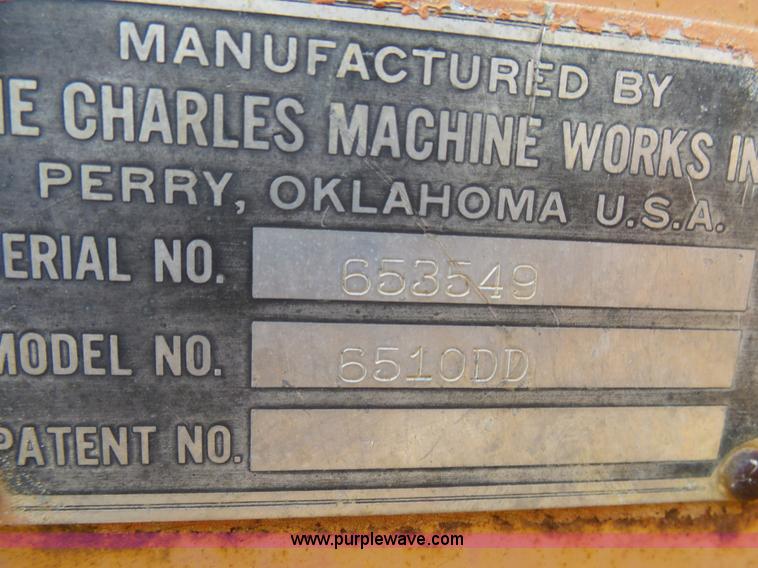 MANUFACTURED BY
HE CHARLES MACHINE WORKS IN
PERRY, OKLAHOMA U.S.A.
ERIAL NO. 653549
MODEL NO. 6510DD
PATENT NO.
www.purplewave.com